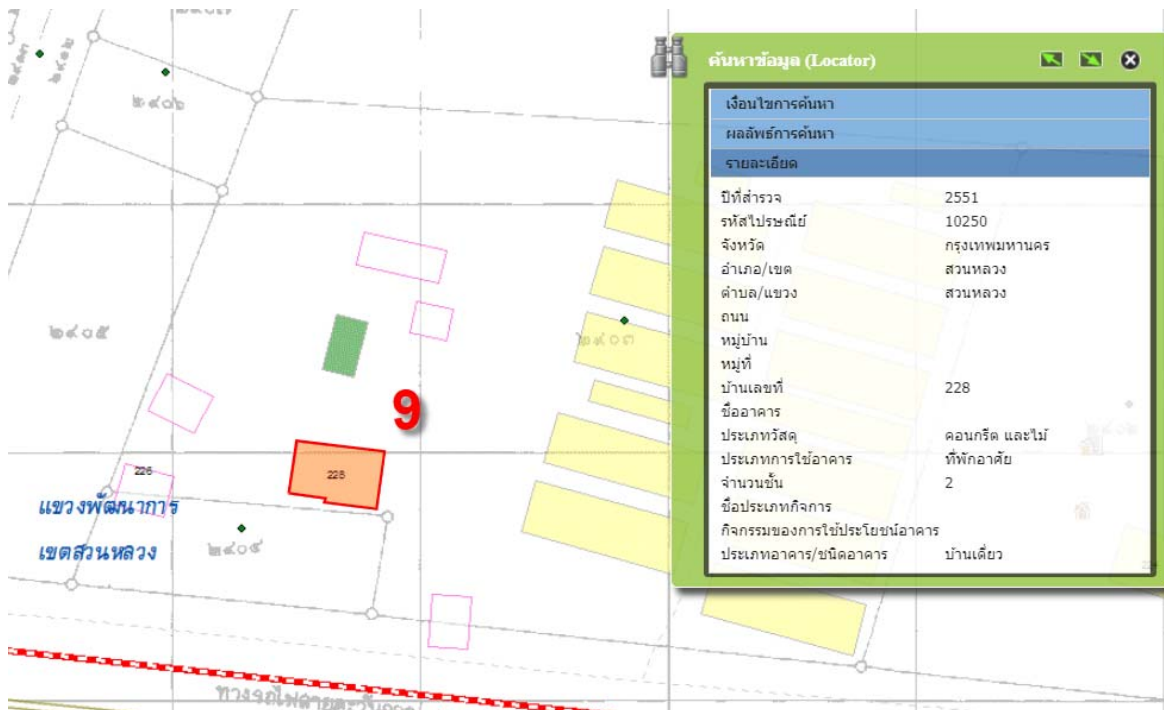 ๒๔๐๖
ค้นหาข้อมูล (Locator)
เงื่อนไขการค้นหา
ผลลัพธ์การค้นหา
รายละเอียด
ปีที่สำรวจ 2551
รหัสไปรษณีย์ 10250
จังหวัด กรุงเทพมหานคร
อำเภอ/เขต สวนหลวง
ตำบล/แขวง สวนหลวง
ถนน
หมู่บ้าน
หมู่ที่
บ้านเลขที่ 228
ชื่ออาคาร
ประเภทวัสดุ คอนกรีต และไม้
ประเภทการใช้อาคาร ที่พักอาศัย
จำนวนชั้น 2
ชื่อประเภทกิจการ
กิจกรรมของการใช้ประโยชน์อาคาร
ประเภทอาคาร/ชนิดอาคาร บ้านเดี่ยว
๒๔๐๕
๒๔๐๓
9
226
228
แขวงพัฒนาการ
เขตสวนหลวง